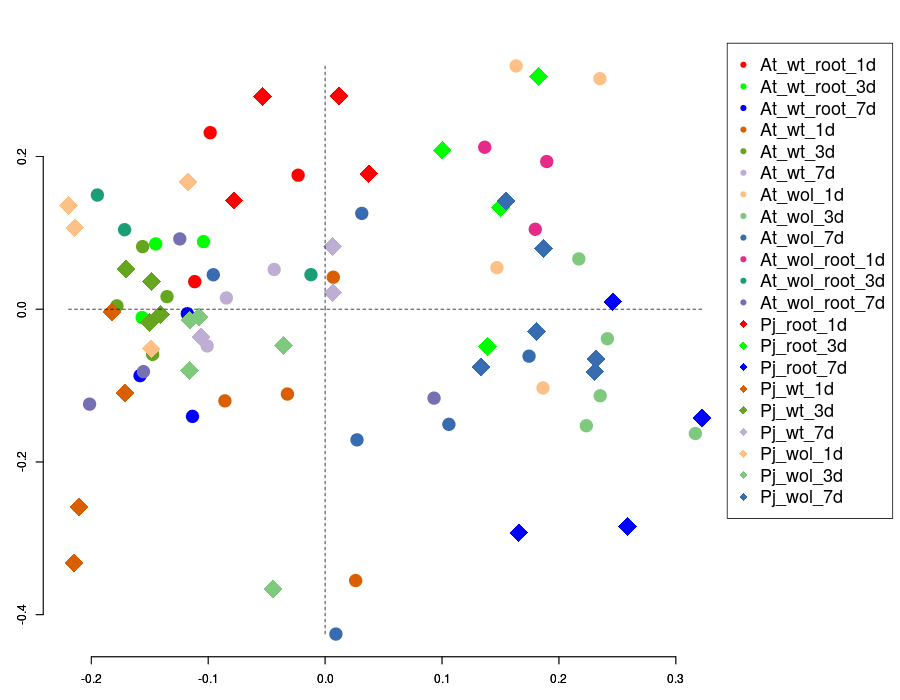 At_wt_root_1d
At_wt_root_3d
At_wt_root_7d
At_wt_1d
At_wt_3d
At_wt_7d
At_wol_1d
At_wol_3d
At_wol_7d
At_wol_root_1d
At_wol_root_3d
At_wol_root_7d
Pj_root_1d
Pj_root_3d
Pj_root_7d
Pj_wt_1d
Pj_wt_3d
Pj_wt_7d
Pj_wol_1d
Pj_wol_3d
Pj_wol_7d
0.2
0.0
-0.2
-0.4
-0.2 -0.1 0.0 0.1 0.2 0.3